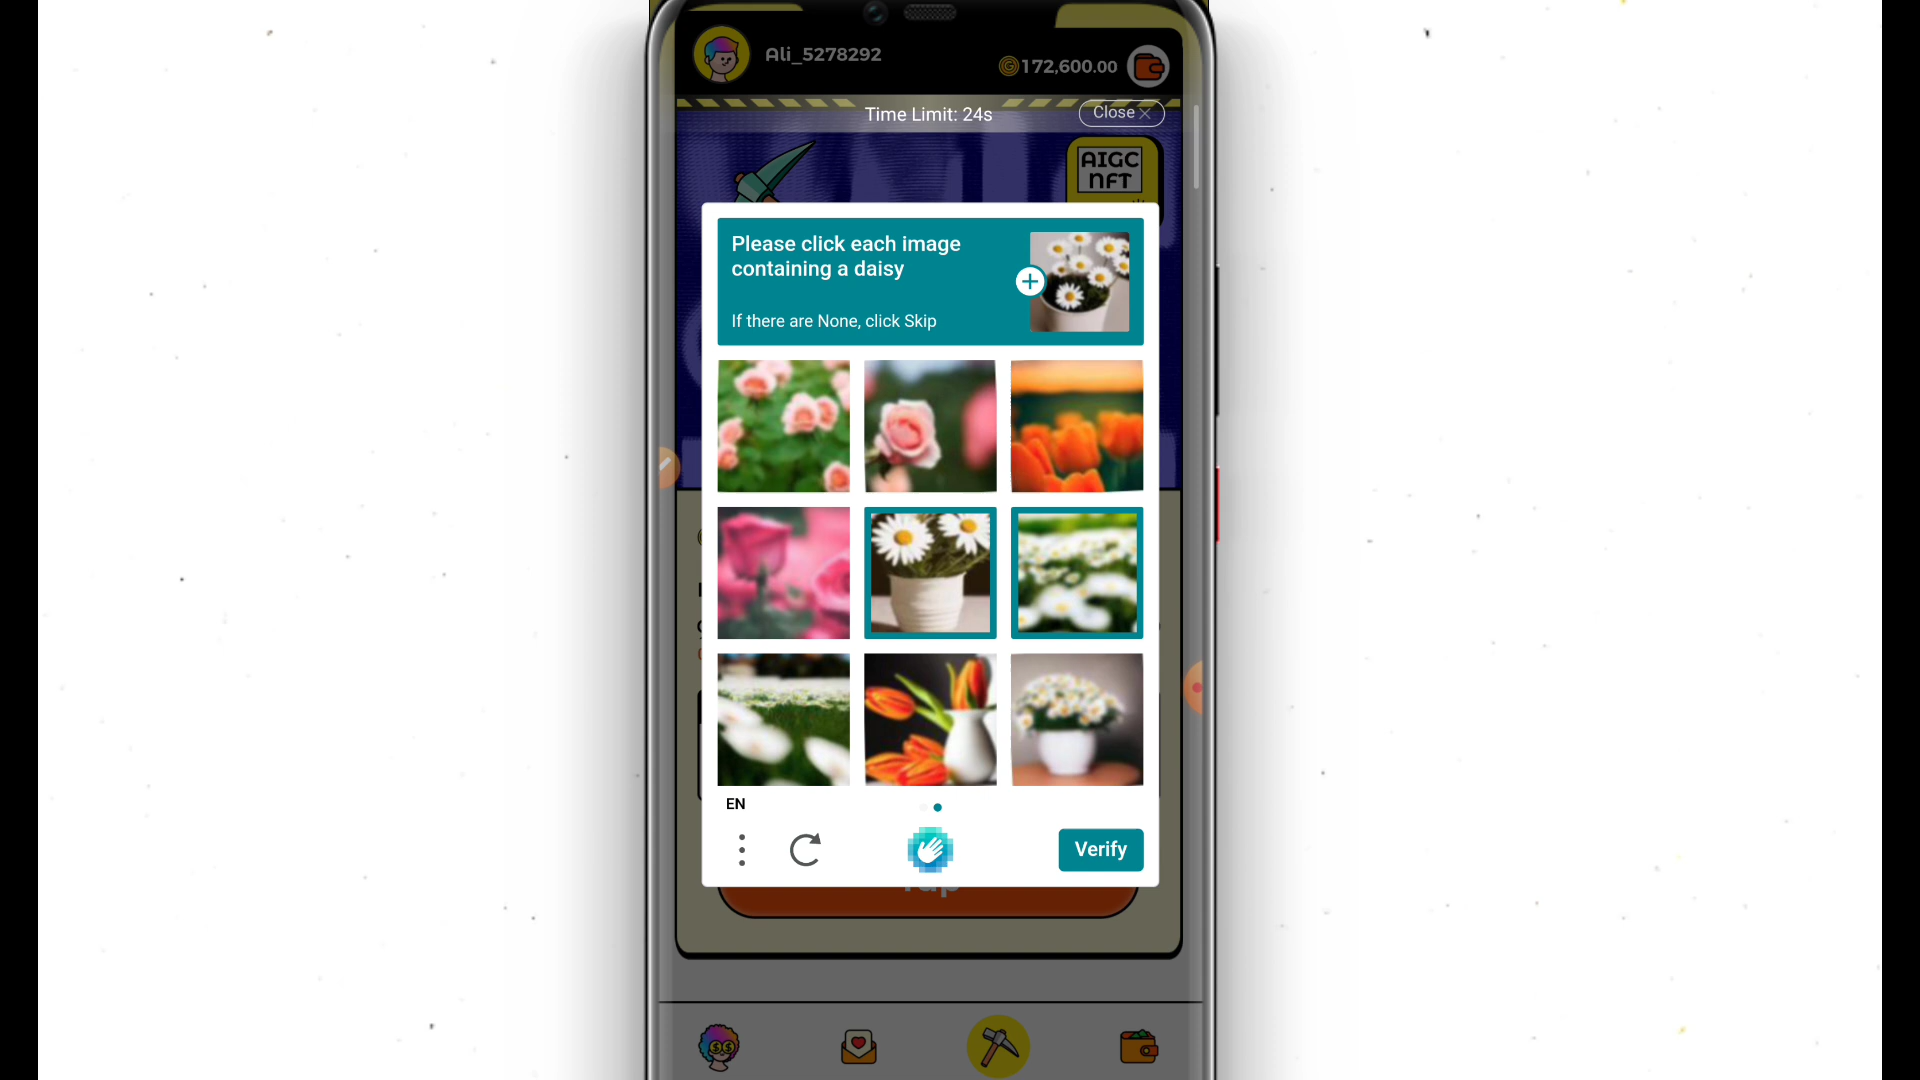 Ali_5278292
172,600.00
Time Limit: 24s
Close
AIGC
NFT
Please click each image
containing a daisy
If there are None, click Skip
EN
Verify